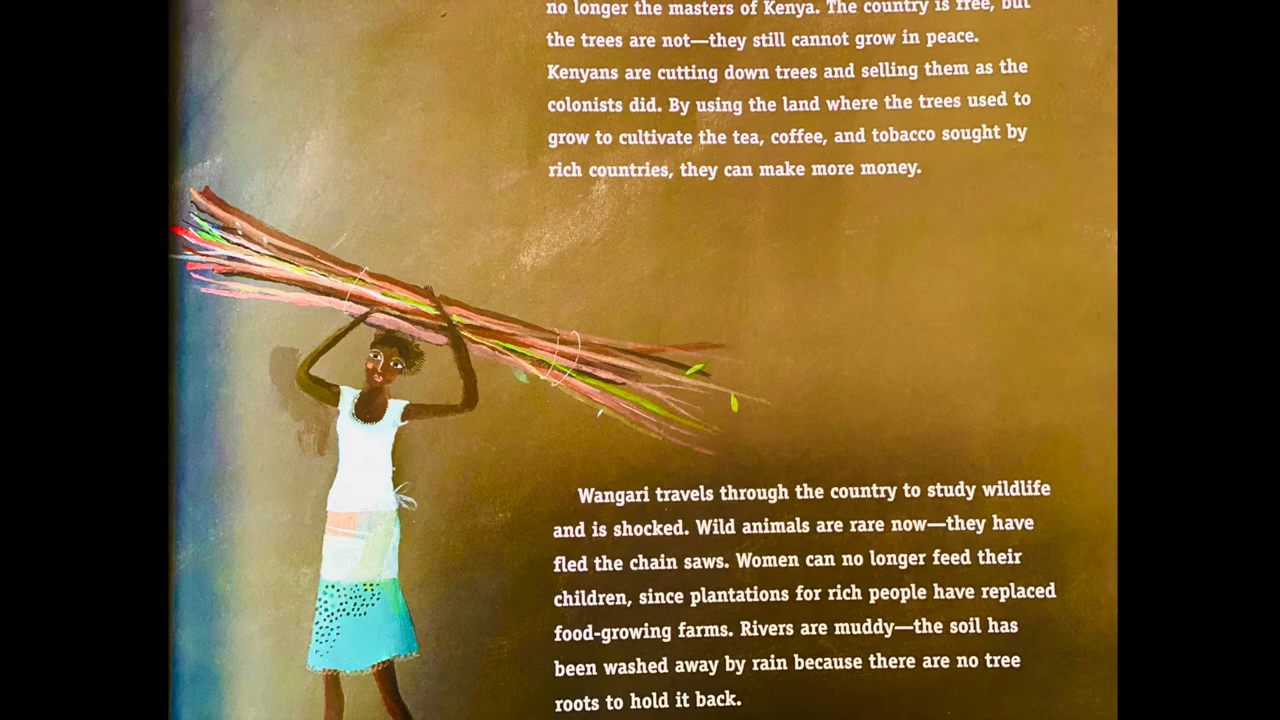 no longer the masters of Kenya. The country is free, but
the trees are not—they still cannot grow in peace.
Kenyans are cutting down trees and selling them as the
colonists did. By using the land where the trees used to
grow to cultivate the tea, coffee, and tobacco sought by
rich countries, they can make more money.
Wangari travels through the country to study wildlife
and is shocked. Wild animals are rare now—they have
fled the chain saws. Women can no longer feed their
children, since plantations for rich people have replaced
food-growing farms. Rivers are muddy—the soil has
been washed away by rain because there are no tree
roots to hold it back.